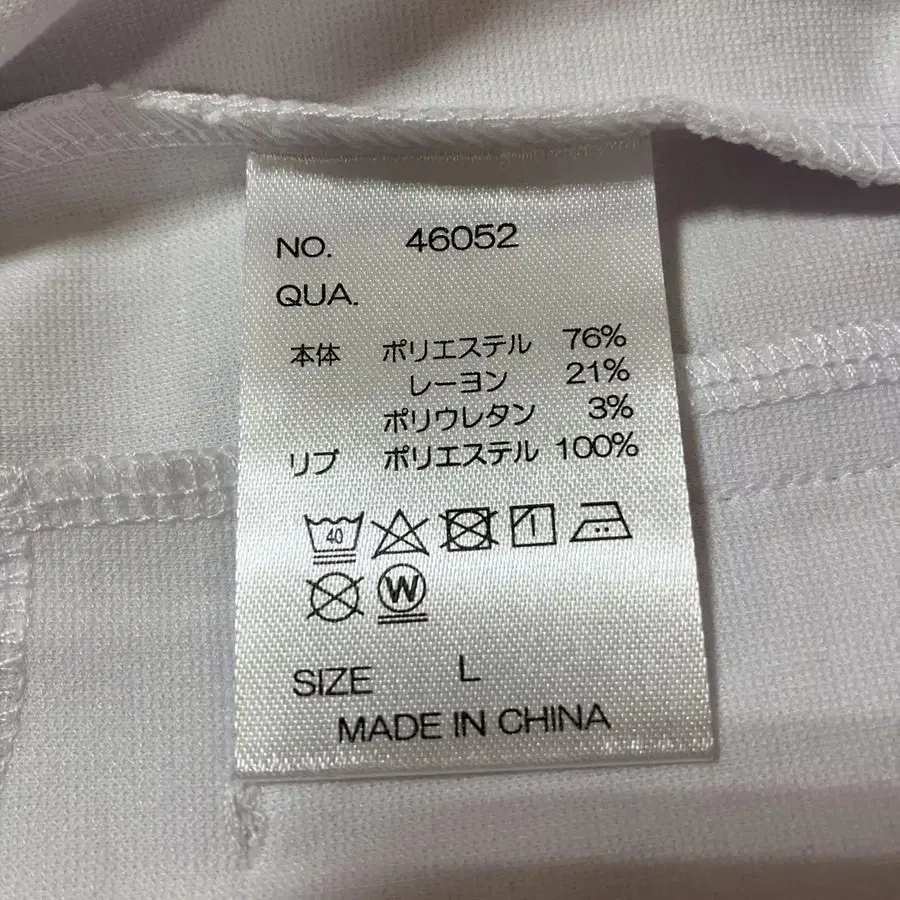 NO. 46052
QUA.
本体 ポリエステル 76%
レーヨン 21%
ポリウレタン 3%
リブ ポリエステル 100%
40
W
SIZE L
MADE IN CHINA